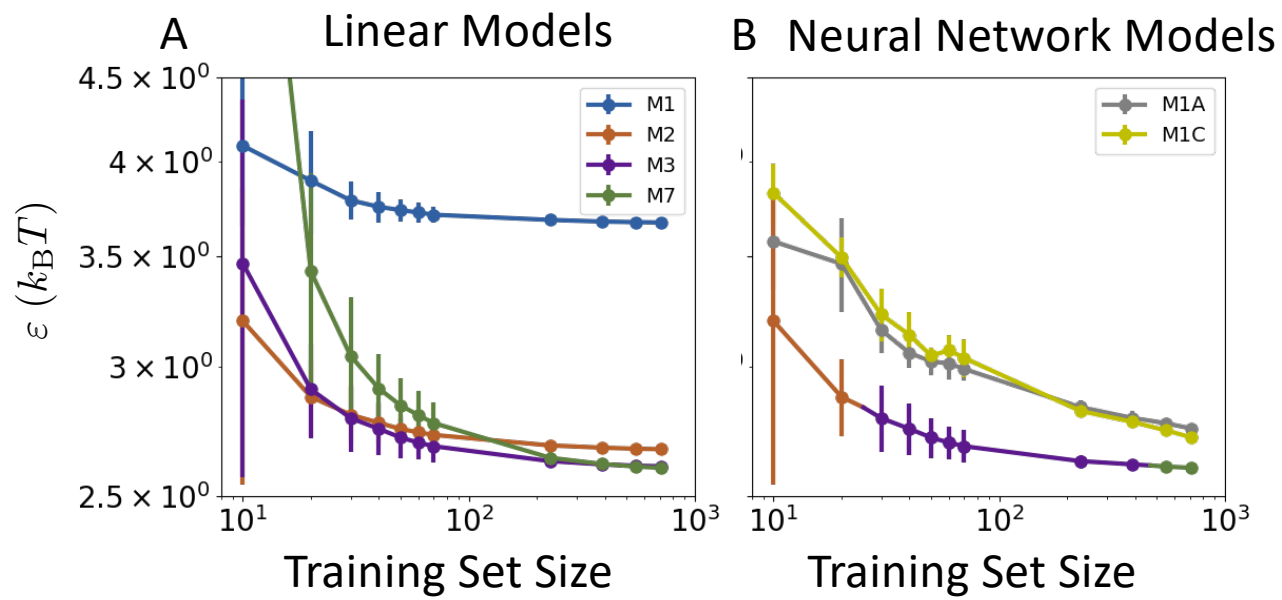 A Linear Models
B Neural Network Models
4.5 × 10⁰
4 × 10⁰
3.5 × 10⁰
3 × 10⁰
2.5 × 10⁰
ε (k_BT)
M1
M2
M3
M7
M1A
M1C
10¹
10²
10³
10¹
10²
10³
Training Set Size
Training Set Size